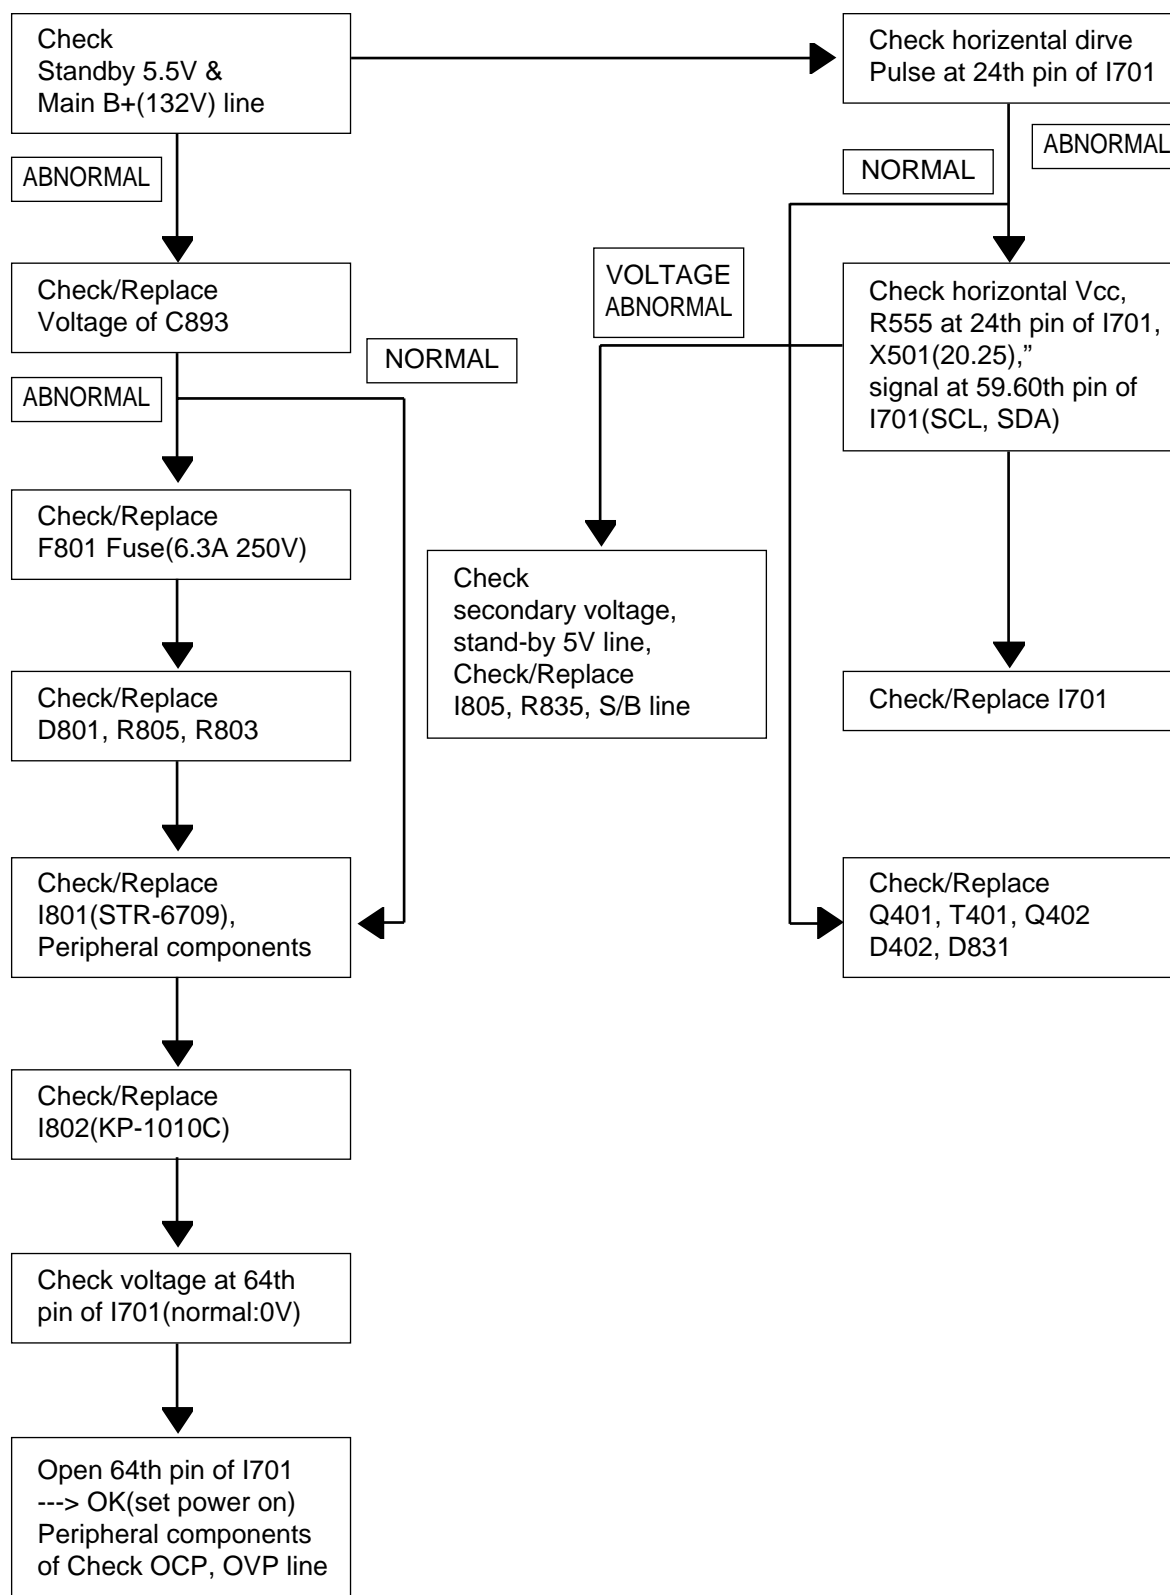 Check
Standby 5.5V &
Main B+(132V) line
Check horizental dirve
Pulse at 24th pin of I701
ABNORMAL
NORMAL
ABNORMAL
Check/Replace
Voltage of C893
VOLTAGE
ABNORMAL
Check horizontal Vcc,
R555 at 24th pin of I701,
X501(20.25),”
signal at 59.60th pin of
I701(SCL, SDA)
ABNORMAL
NORMAL
Check/Replace
F801 Fuse(6.3A 250V)
Check
secondary voltage,
stand-by 5V line,
Check/Replace
I805, R835, S/B line
Check/Replace
D801, R805, R803
Check/Replace I701
Check/Replace
I801(STR-6709),
Peripheral components
Check/Replace
Q401, T401, Q402
D402, D831
Check/Replace
I802(KP-1010C)
Check voltage at 64th
pin of I701(normal:0V)
Open 64th pin of I701
---> OK(set power on)
Peripheral components
of Check OCP, OVP line